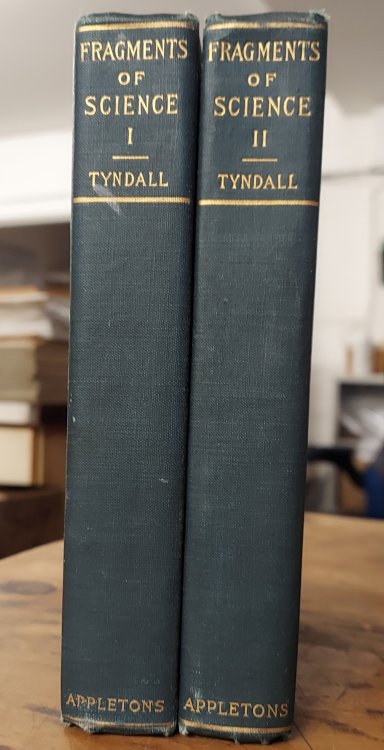 FRAGMENTS
OF
SCIENCE
I
TYNDALL
APPLETONS
FRAGMENTS
OF
SCIENCE
II
TYNDALL
APPLETONS